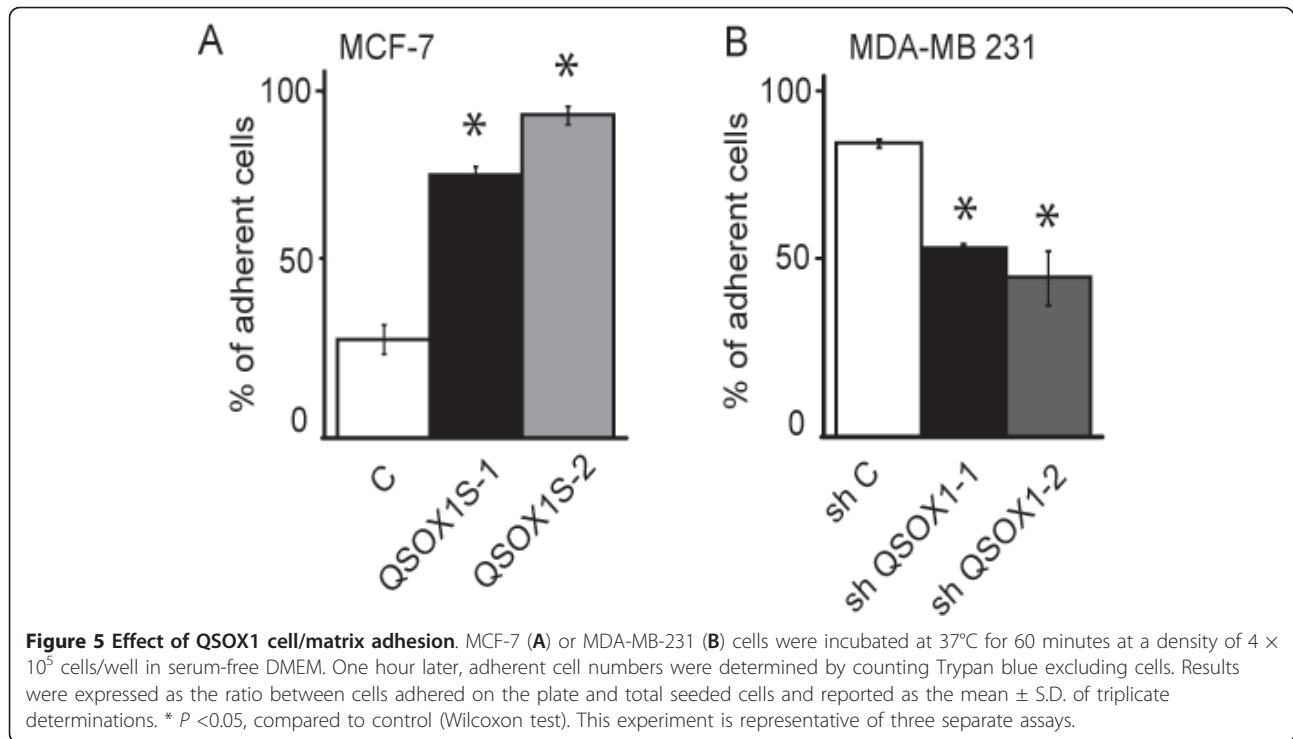 A
MCF-7
% of adherent cells
100
50
0
*
*
C
QSOX1S-1
QSOX1S-2
B
MDA-MB 231
% of adherent cells
100
50
0
*
*
sh C
sh QSOX1-1
sh QSOX1-2
Figure 5 Effect of QSOX1 cell/matrix adhesion. MCF-7 (A) or MDA-MB-231 (B) cells were incubated at 37°C for 60 minutes at a density of 4 ×
10⁵ cells/well in serum-free DMEM. One hour later, adherent cell numbers were determined by counting Trypan blue excluding cells. Results
were expressed as the ratio between cells adhered on the plate and total seeded cells and reported as the mean ± S.D. of triplicate
determinations. * P <0.05, compared to control (Wilcoxon test). This experiment is representative of three separate assays.